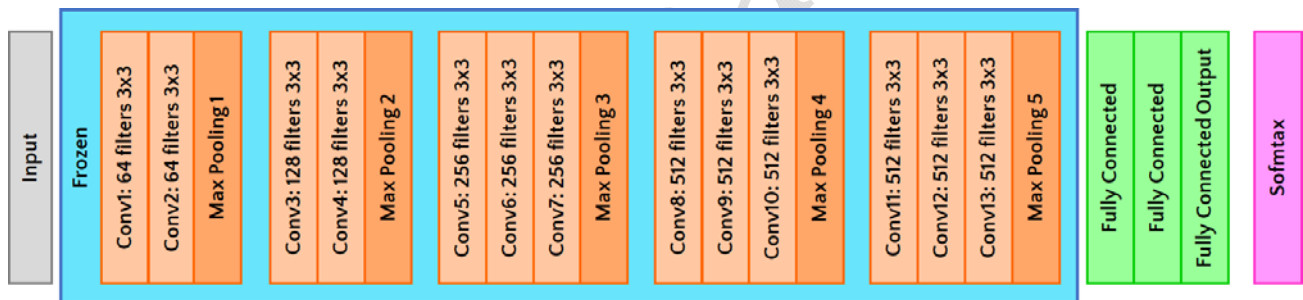 Input
Frozen
Conv1: 64 filters 3x3
Conv2: 64 filters 3x3
Max Pooling 1
Conv3: 128 filters 3x3
Conv4: 128 filters 3x3
Max Pooling 2
Conv5: 256 filters 3x3
Conv6: 256 filters 3x3
Conv7: 256 filters 3x3
Max Pooling 3
Conv8: 512 filters 3x3
Conv9: 512 filters 3x3
Conv10: 512 filters 3x3
Max Pooling 4
Conv11: 512 filters 3x3
Conv12: 512 filters 3x3
Conv13: 512 filters 3x3
Max Pooling 5
Fully Connected
Fully Connected
Fully Connected Output
Sofmtax